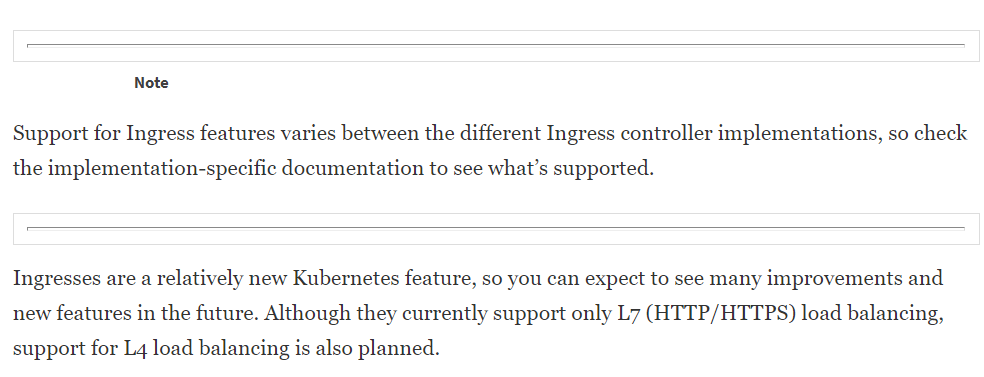 Note
Support for Ingress features varies between the different Ingress controller implementations, so check
the implementation-specific documentation to see what’s supported.
Ingresses are a relatively new Kubernetes feature, so you can expect to see many improvements and
new features in the future. Although they currently support only L7 (HTTP/HTTPS) load balancing,
support for L4 load balancing is also planned.